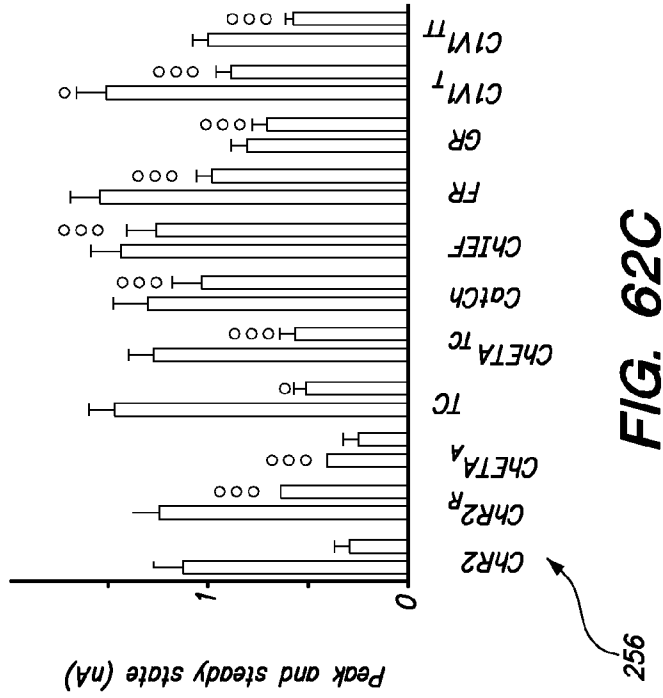 Peak and steady state (nA)
1
0
ChR2
ChR2R
ChETAA
TC
ChETATC
CatCh
ChIEF
FR
GR
C1V1T
C1V1TT
256
FIG. 62C